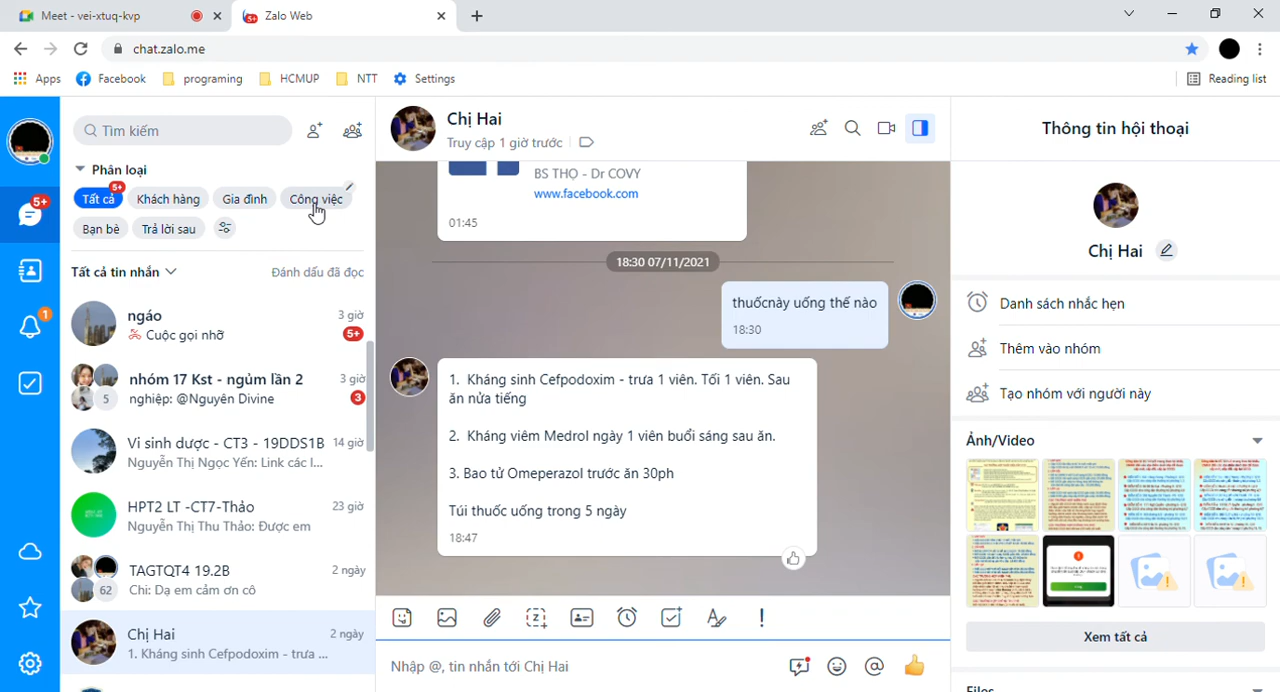 Meet - vei-xtuq-kvp
5+
Zalo Web
chat.zalo.me
Apps
Facebook
programing
HCMUP
NTT
Settings
Reading list
5+
1
Tìm kiếm
Phân loại
5+
Tất cả
Khách hàng
Gia đình
Công việc
Bạn bè
Trả lời sau
Tất cả tin nhắn
Đánh dấu đã đọc
ngáo
3 giờ
Cuộc gọi nhỡ
5+
nhóm 17 Kst - ngủm lần 2
3 giờ
5
nghiệp: @Nguyên Divine
3
Vi sinh dược - CT3 - 19DDS1B
14 giờ
Nguyễn Thị Ngọc Yến: Link các l...
HPT2 LT -CT7-Thảo
23 giờ
Nguyễn Thị Thu Thảo: Được em
TAGTQT4 19.2B
2 ngày
62
Chi: Dạ em cảm ơn cô
Chị Hai
2 ngày
1. Kháng sinh Cefpodoxim - trưa ...
Chị Hai
Truy cập 1 giờ trước
BS THỌ - Dr COVY
www.facebook.com
01:45
18:30 07/11/2021
thuốcnày uống thế nào
18:30
1. Kháng sinh Cefpodoxim - trưa 1 viên. Tối 1 viên. Sau
ăn nửa tiếng
2. Kháng viêm Medrol ngày 1 viên buổi sáng sau ăn.
3. Bao tử Omeperazol trước ăn 30ph
Túi thuốcuống trong 5 ngày
18:47
Nhập @, tin nhắn tới Chị Hai
Thông tin hội thoại
Chị Hai
Danh sách nhắc hẹn
Thêm vào nhóm
Tạo nhóm với người này
Ảnh/Video
Xem tất cả
Files